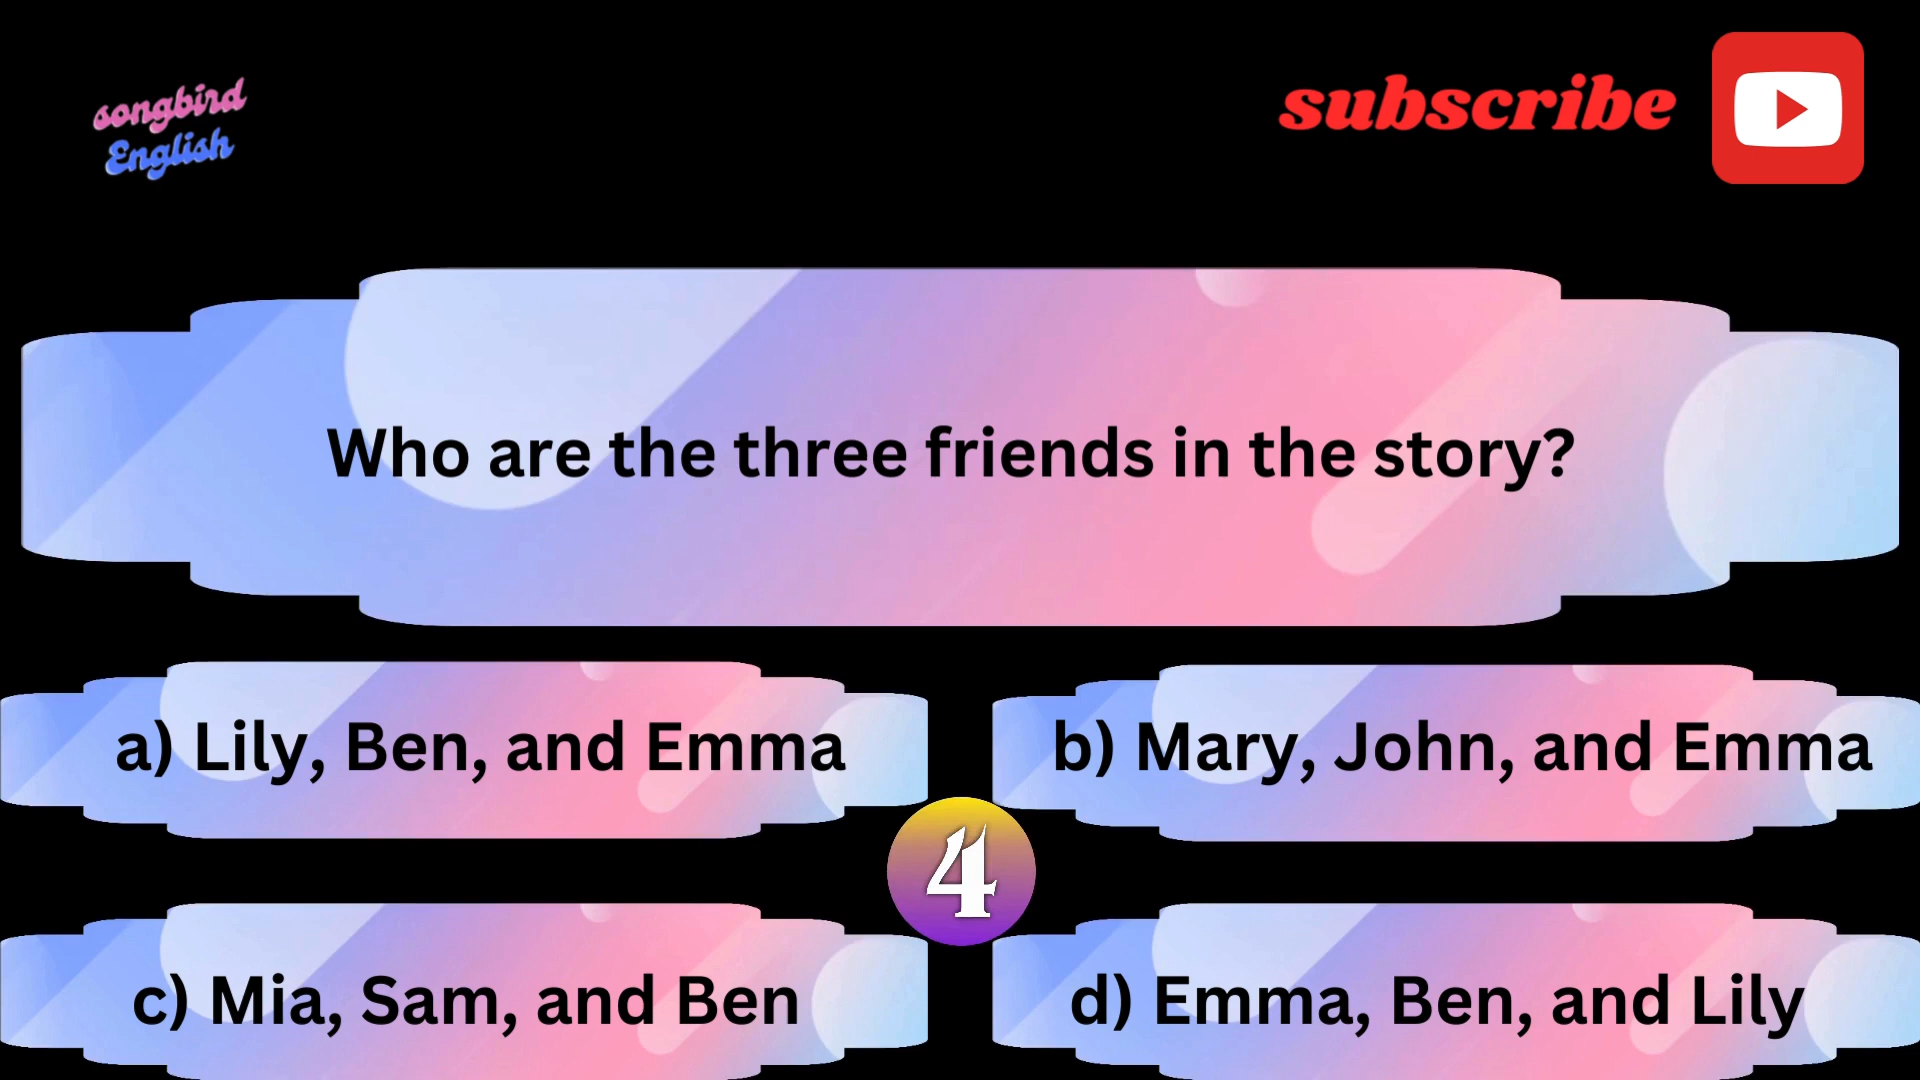 songbird
English
subscribe
Who are the three friends in the story?
a) Lily, Ben, and Emma
b) Mary, John, and Emma
4
c) Mia, Sam, and Ben
d) Emma, Ben, and Lily